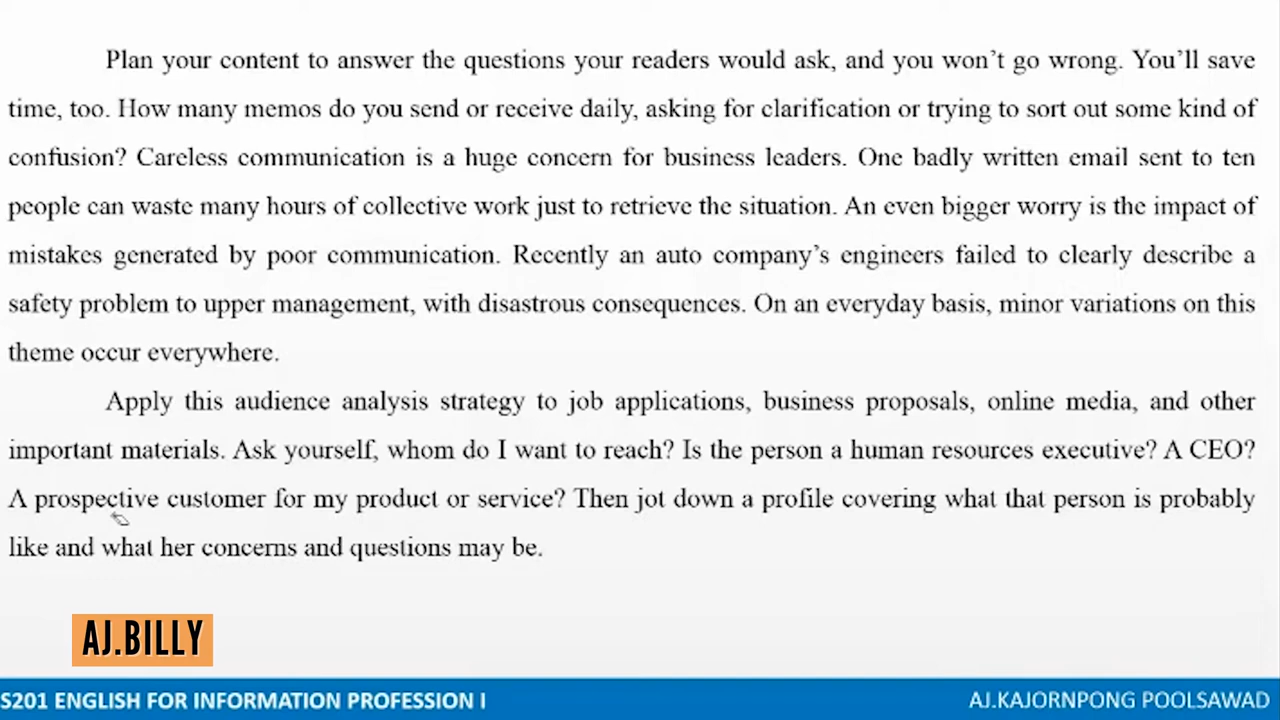 Plan your content to answer the questions your readers would ask, and you won’t go wrong. You’ll save
time, too. How many memos do you send or receive daily, asking for clarification or trying to sort out some kind of
confusion? Careless communication is a huge concern for business leaders. One badly written email sent to ten
people can waste many hours of collective work just to retrieve the situation. An even bigger worry is the impact of
mistakes generated by poor communication. Recently an auto company’s engineers failed to clearly describe a
safety problem to upper management, with disastrous consequences. On an everyday basis, minor variations on this
theme occur everywhere.
Apply this audience analysis strategy to job applications, business proposals, online media, and other
important materials. Ask yourself, whom do I want to reach? Is the person a human resources executive? A CEO?
A prospective customer for my product or service? Then jot down a profile covering what that person is probably
like and what her concerns and questions may be.
AJ.BILLY
S201 ENGLISH FOR INFORMATION PROFESSION I
AJ.KAJORNPONG POOLSAWAD